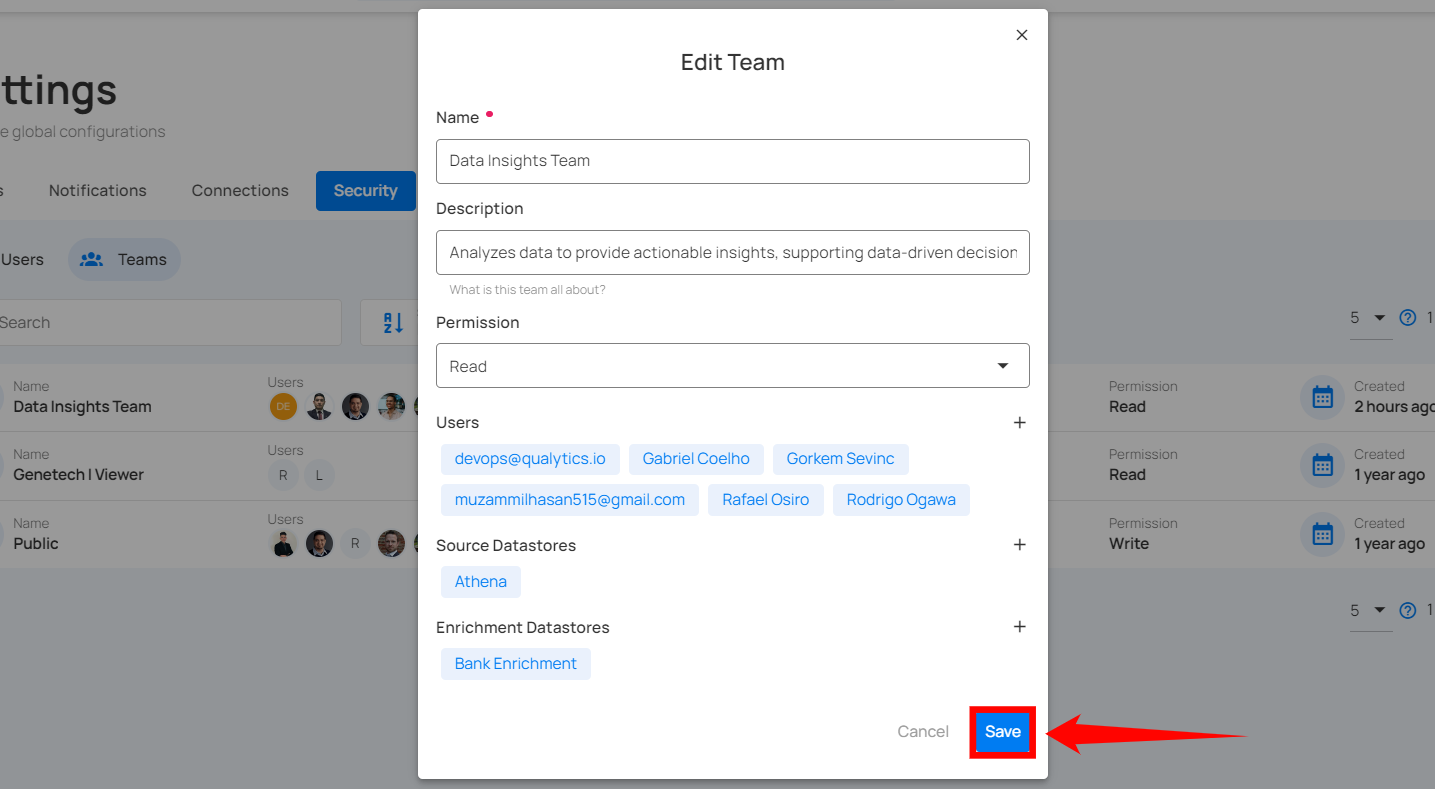 Edit Team
ttings
Name
e global configurations
Data Insights Team
s Notifications Connections Security
Description
Analyzes data to provide actionable insights, supporting data-driven decision
Users Teams
What is this team all about?
Permission
Search
A Z
5 ? 1
Read
Name Users Permission Created
Data Insights Team DE Read 2 hours ago
Users
Name Users Permission Created
devops@qualytics.io Gabriel Coelho Gorkem Sevinc
Genetech | Viewer R L Read 1 year ago
muzammilhasan515@gmail.com Rafael Osiro Rodrigo Ogawa
Name Users Permission Created
Public R Write 1 year ago
Source Datastores
Athena
5 ? 1
Enrichment Datastores
Bank Enrichment
Cancel Save